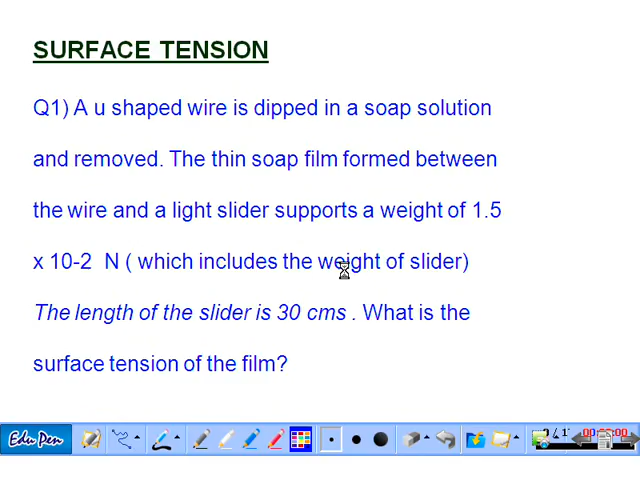 SURFACE TENSION
Q1) A u shaped wire is dipped in a soap solution
and removed. The thin soap film formed between
the wire and a light slider supports a weight of 1.5
x 10-2 N ( which includes the weight of slider)
The length of the slider is 30 cms . What is the
surface tension of the film?
Edu Pen